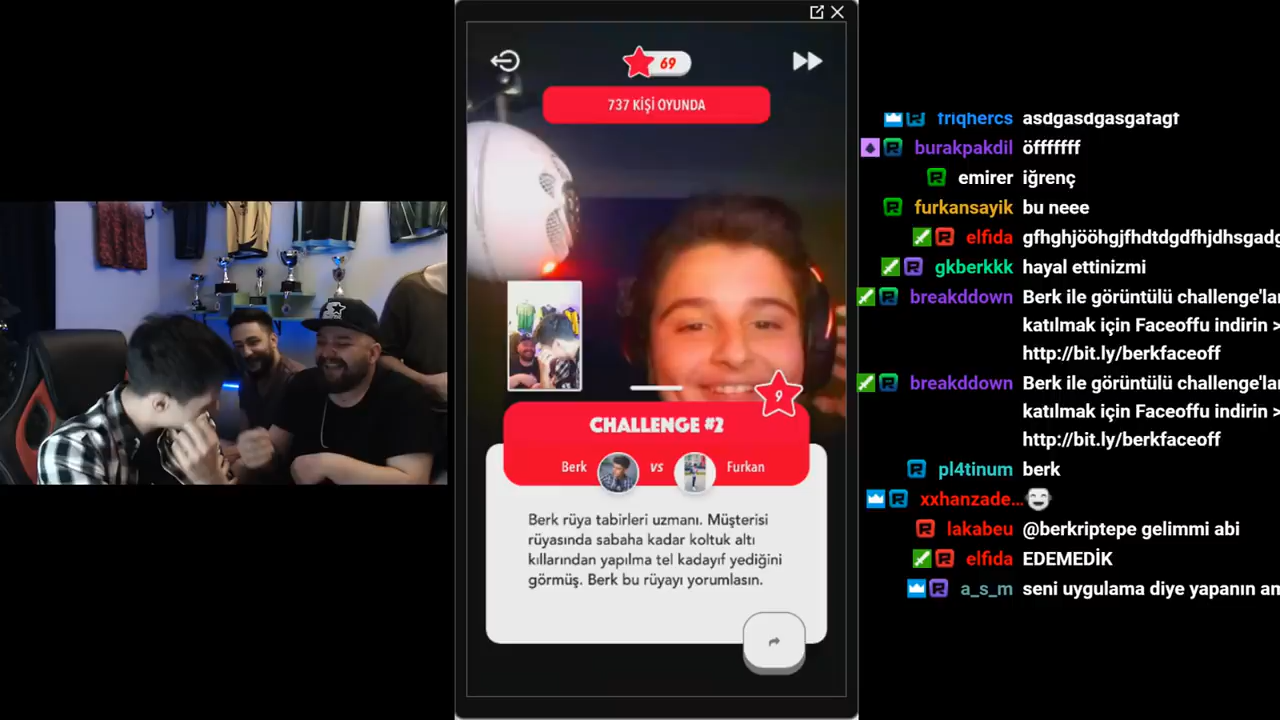 69
737 KİŞİ OYUNDA
9
CHALLENGE #2
Berk vs Furkan
Berk rüya tabirleri uzmanı. Müşterisi
rüyasında sabaha kadar koltuk altı
kıllarından yapılma tel kadayıf yediğini
görmüş. Berk bu rüyayı yorumlasın.
friqhercs asdgasdgasgafagf
burakpakdil öfffffff
emirer iğrenç
furkansayik bu neee
elfida gfhghjööhgjfhdtdgdfhjdhsgadg
gkberkkk hayal ettinizmi
breakddown Berk ile görüntülü challenge'lar
katılmak için Faceoffu indirin >
http://bit.ly/berkfaceoff
breakddown Berk ile görüntülü challenge'lar
katılmak için Faceoffu indirin >
http://bit.ly/berkfaceoff
pl4tinum berk
xxhanzade...
lakabeu @berkriptepe gelimmi abi
elfida EDEMEDİK
a_s_m seni uygulama diye yapanın am